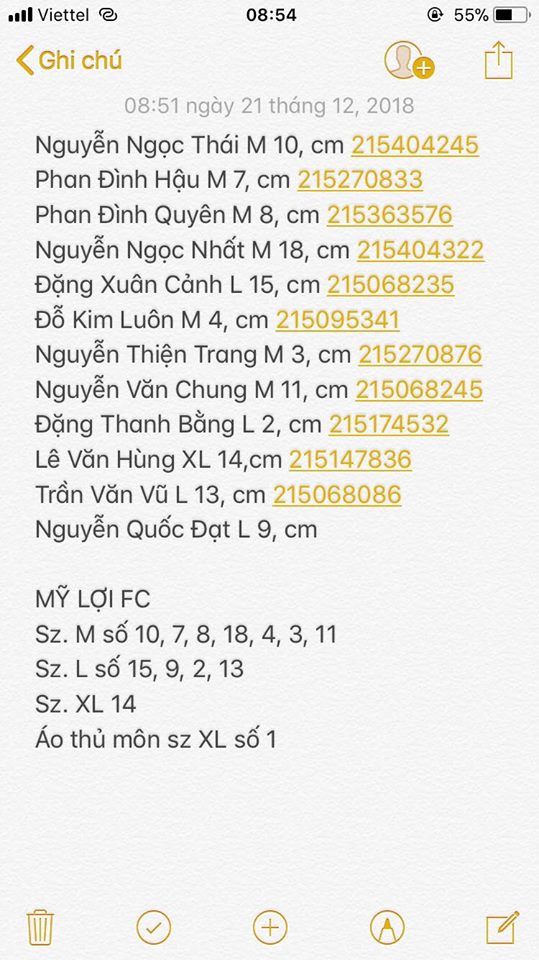 Viettel 08:54 55%
Ghi chú
08:51 ngày 21 tháng 12, 2018
Nguyễn Ngọc Thái M 10, cm 215404245
Phan Đình Hậu M 7, cm 215270833
Phan Đình Quyên M 8, cm 215363576
Nguyễn Ngọc Nhất M 18, cm 215404322
Đặng Xuân Cảnh L 15, cm 215068235
Đỗ Kim Luôn M 4, cm 215095341
Nguyễn Thiện Trang M 3, cm 215270876
Nguyễn Văn Chung M 11, cm 215068245
Đặng Thanh Bằng L 2, cm 215174532
Lê Văn Hùng XL 14,cm 215147836
Trần Văn Vũ L 13, cm 215068086
Nguyễn Quốc Đạt L 9, cm
MỸ LỢI FC
Sz. M số 10, 7, 8, 18, 4, 3, 11
Sz. L số 15, 9, 2, 13
Sz. XL 14
Áo thủ môn sz XL số 1